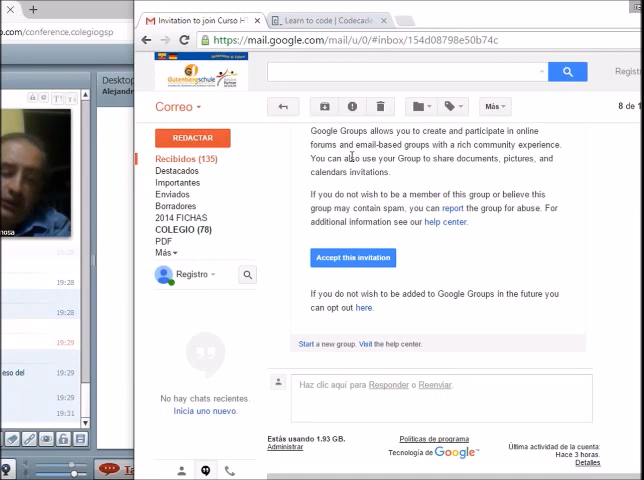 Invitation to join Curso HT
Learn to code | Codecade
o.com/conference,colegiogsp
https://mail.google.com/mail/u/0/#inbox/154d08798e50b74c
Gutenbergschule
Desktop
Alejandre
Registr
Correo
Más
8 de 1
REDACTAR
Recibidos (135)
Destacados
Importantes
Enviados
Borradores
2014 FICHAS
COLEGIO (78)
PDF
Más
Registro
Google Groups allows you to create and participate in online
forums and email-based groups with a rich community experience.
You can also use your Group to share documents, pictures, and
calendars invitations.
If you do not wish to be a member of this group or believe this
group may contain spam, you can report the group for abuse. For
additional information see our help center.
Accept this invitation
If you do not wish to be added to Google Groups in the future you
can opt out here.
Start a new group. Visit the help center.
No hay chats recientes.
Inicia uno nuevo.
Haz clic aquí para Responder o Reenviar.
Estás usando 1.93 GB.
Administrar
Políticas de programa
Tecnología de Google
Última actividad de la cuenta:
Hace 3 horas.
Detalles
nosa
19:28
19:28
19:28
19:29
eso del
19:29
19:29
19:31
Ta